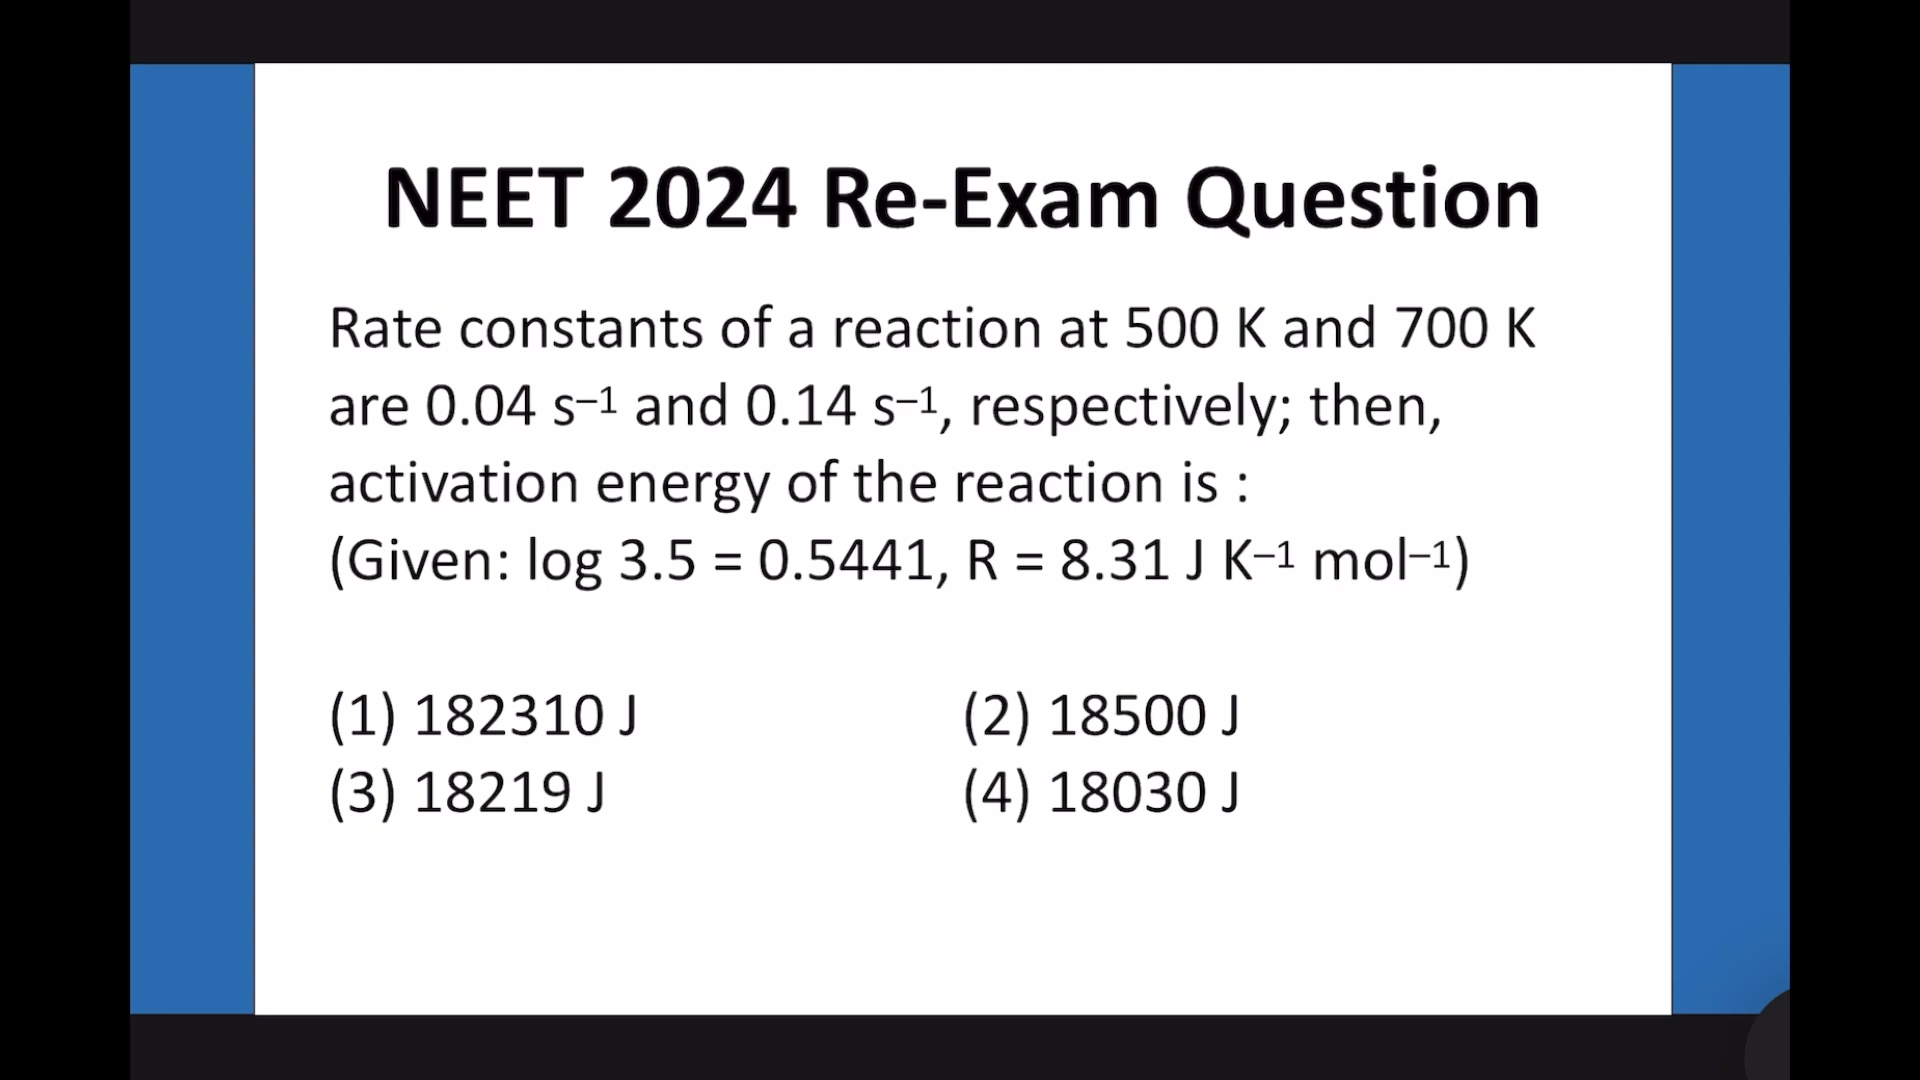 NEET 2024 Re-Exam Question
Rate constants of a reaction at 500 K and 700 K
are 0.04 s⁻¹ and 0.14 s⁻¹, respectively; then,
activation energy of the reaction is :
(Given: log 3.5 = 0.5441, R = 8.31 J K⁻¹ mol⁻¹)
(1) 182310 J (2) 18500 J
(3) 18219 J (4) 18030 J